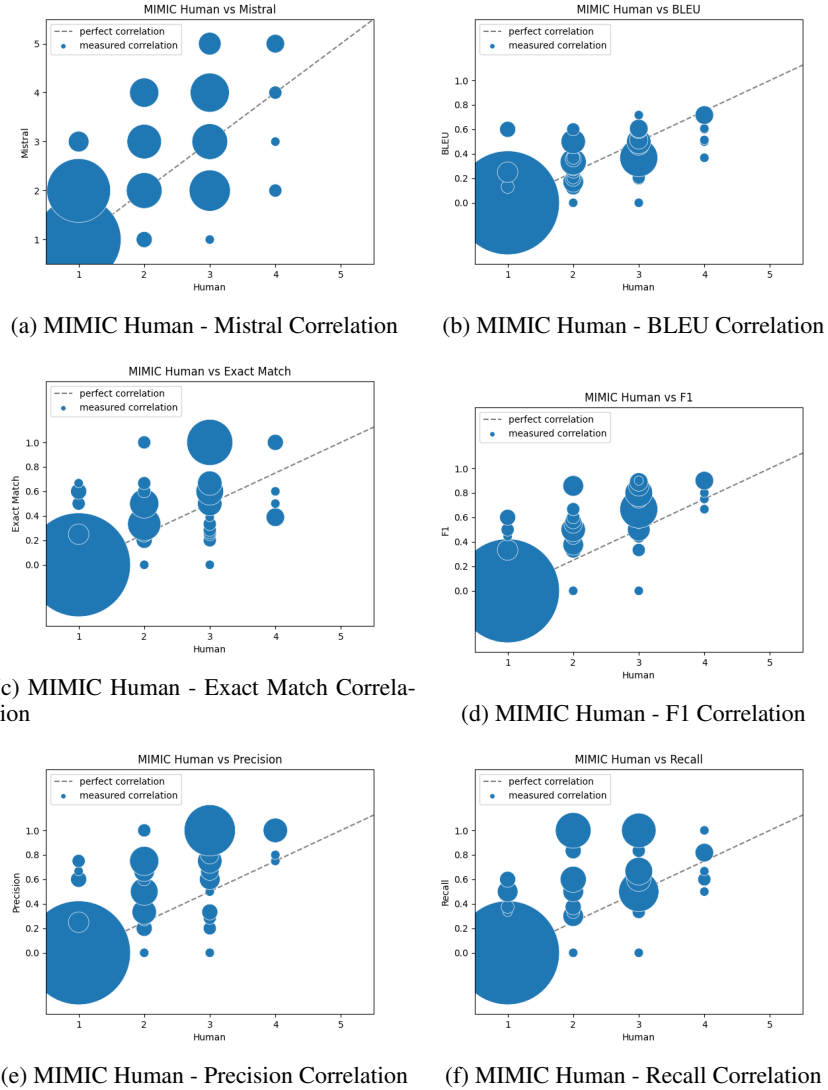 MIMIC Human vs Mistral
perfect correlation
measured correlation
5
4
3
2
1
Mistral
1 2 3 4 5
Human
(a) MIMIC Human - Mistral Correlation
MIMIC Human vs BLEU
perfect correlation
measured correlation
1.0
0.8
0.6
0.4
0.2
0.0
BLEU
1 2 3 4 5
Human
(b) MIMIC Human - BLEU Correlation
MIMIC Human vs Exact Match
perfect correlation
measured correlation
1.0
0.8
0.6
0.4
0.2
0.0
Exact Match
1 2 3 4 5
Human
c) MIMIC Human - Exact Match Correla-
ion
MIMIC Human vs F1
perfect correlation
measured correlation
1.0
0.8
0.6
0.4
0.2
0.0
F1
1 2 3 4 5
Human
(d) MIMIC Human - F1 Correlation
MIMIC Human vs Precision
perfect correlation
measured correlation
1.0
0.8
0.6
0.4
0.2
0.0
Precision
1 2 3 4 5
Human
(e) MIMIC Human - Precision Correlation
MIMIC Human vs Recall
perfect correlation
measured correlation
1.0
0.8
0.6
0.4
0.2
0.0
Recall
1 2 3 4 5
Human
(f) MIMIC Human - Recall Correlation